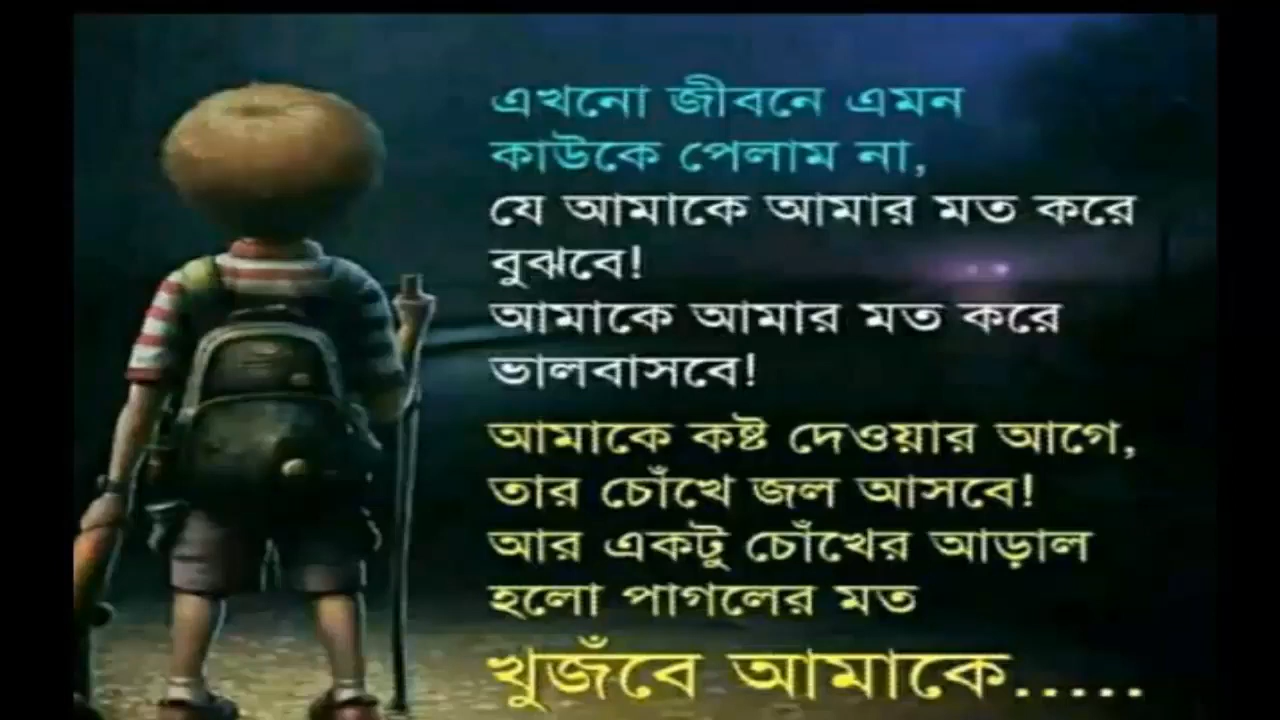 এখনো জীবনে এমন
কাউকে পেলাম না,
যে আমাকে আমার মত করে
বুঝবে!
আমাকে আমার মত করে
ভালবাসবে!
আমাকে কষ্ট দেওয়ার আগে,
তার চোঁখে জল আসবে!
আর একটু চোঁখের আড়াল
হলো পাগলের মত
খুজঁবে আমাকে.....